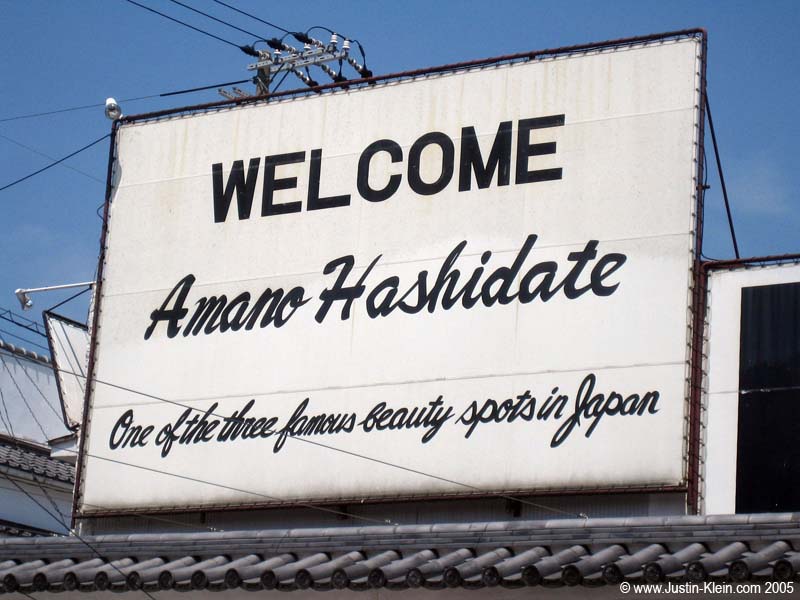 WELCOME
Amano Hashidate
One of the three famous beauty spots in Japan
© www.Justin-Klein.com 2005